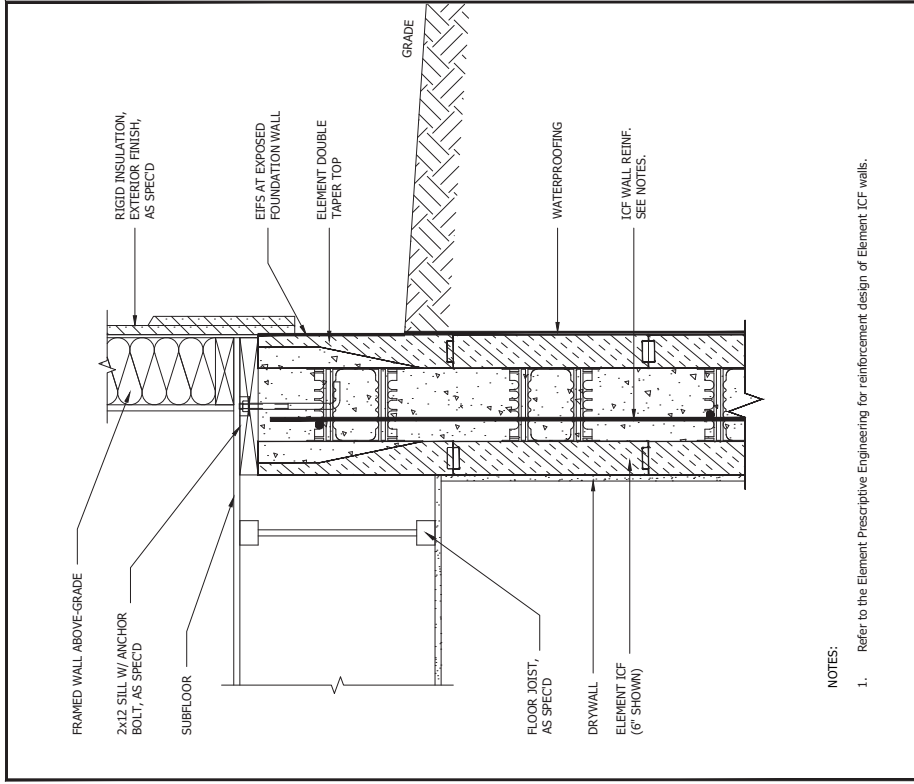 FRAMED WALL ABOVE-GRADE
2x12 SILL W/ ANCHOR
BOLT, AS SPEC'D
SUBFLOOR
FLOOR JOIST,
AS SPEC'D
DRYWALL
ELEMENT ICF
(6" SHOWN)
RIGID INSULATION,
EXTERIOR FINISH,
AS SPEC'D
EIFS AT EXPOSED
FOUNDATION WALL
ELEMENT DOUBLE
TAPER TOP
GRADE
WATERPROOFING
ICF WALL REINF.
SEE NOTES.
NOTES:
1. Refer to the Element Prescriptive Engineering for reinforcement design of Element ICF walls.